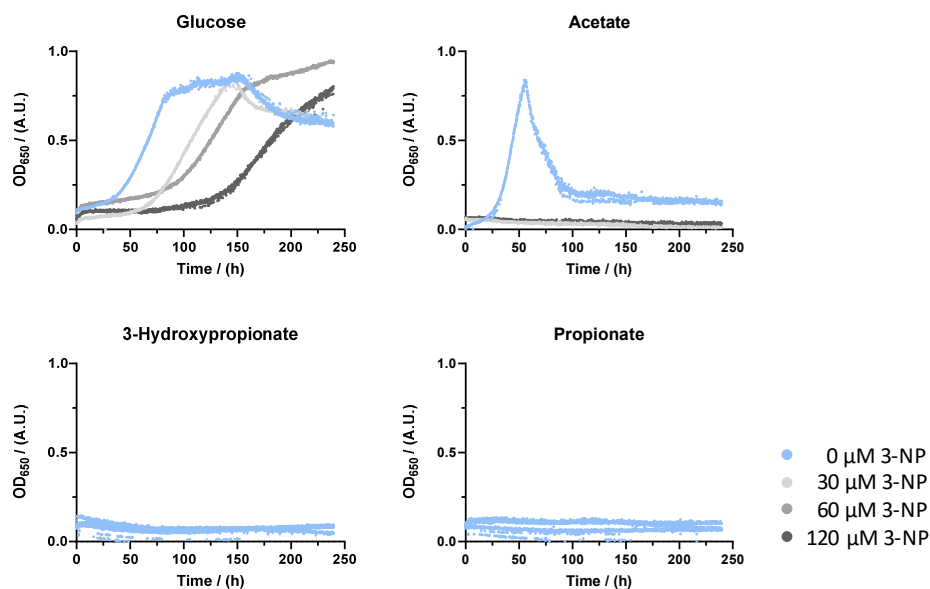 Glucose
1.0
0.5
0.0
OD650 / (A.U.)
0 50 100 150 200 250
Time / (h)
Acetate
1.0
0.5
0.0
OD650 / (A.U.)
0 50 100 150 200 250
Time / (h)
3-Hydroxypropionate
1.0
0.5
0.0
OD650 / (A.U.)
0 50 100 150 200 250
Time / (h)
Propionate
1.0
0.5
0.0
OD650 / (A.U.)
0 50 100 150 200 250
Time / (h)
0 µM 3-NP
30 µM 3-NP
60 µM 3-NP
120 µM 3-NP